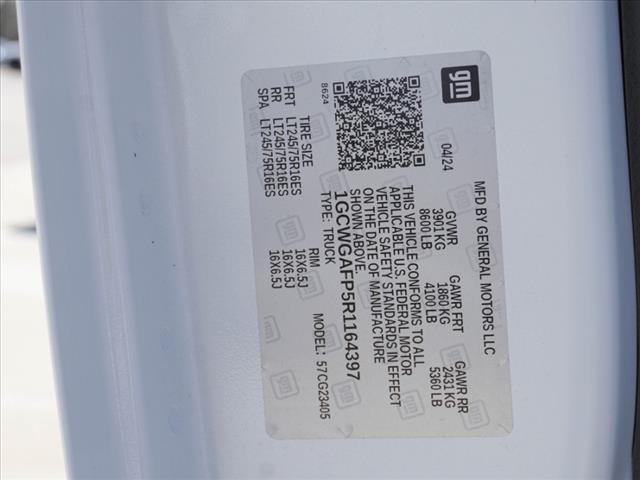 gm
MFD BY GENERAL MOTORS LLC
04/24
GVWR GAWR FRT GAWR RR
3901 KG 1860 KG 2431 KG
8600 LB 4100 LB 5360 LB
THIS VEHICLE CONFORMS TO ALL
APPLICABLE U.S. FEDERAL MOTOR
VEHICLE SAFETY STANDARDS IN EFFECT
ON THE DATE OF MANUFACTURE
SHOWN ABOVE.
1GCWGAFP5R1164397
TYPE: TRUCK MODEL: 57CG23405
8624
TIRE SIZE RIM
FRT LT245/75R16ES 16X6.5J
RR LT245/75R16ES 16X6.5J
SPA LT245/75R16ES 16X6.5J